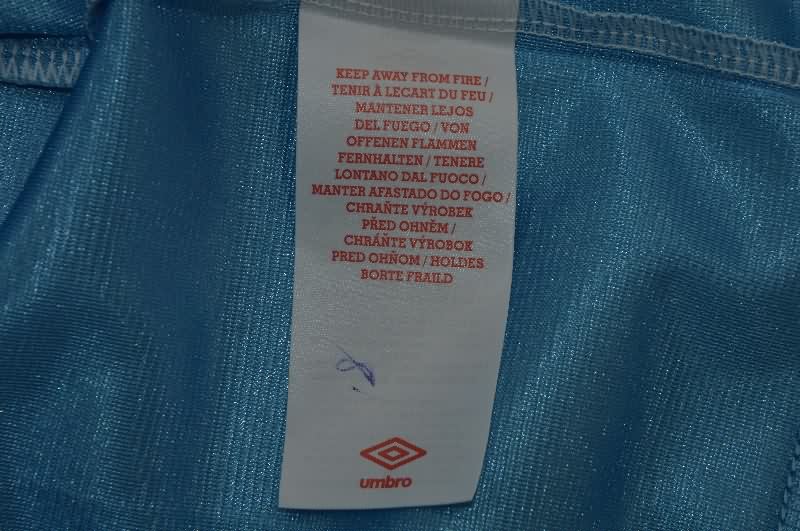 KEEP AWAY FROM FIRE /
TENIR À LECART DU FEU /
MANTENER LEJOS
DEL FUEGO / VON
OFFENEN FLAMMEN
FERNHALTEN / TENERE
LONTANO DAL FUOCO /
MANTER AFASTADO DO FOGO /
CHRAŇTE VÝROBEK
PŘED OHNĚM /
CHRÁŇTE VÝROBOK
PRED OHŇOM / HOLDES
BORTE FRAILD
umbro